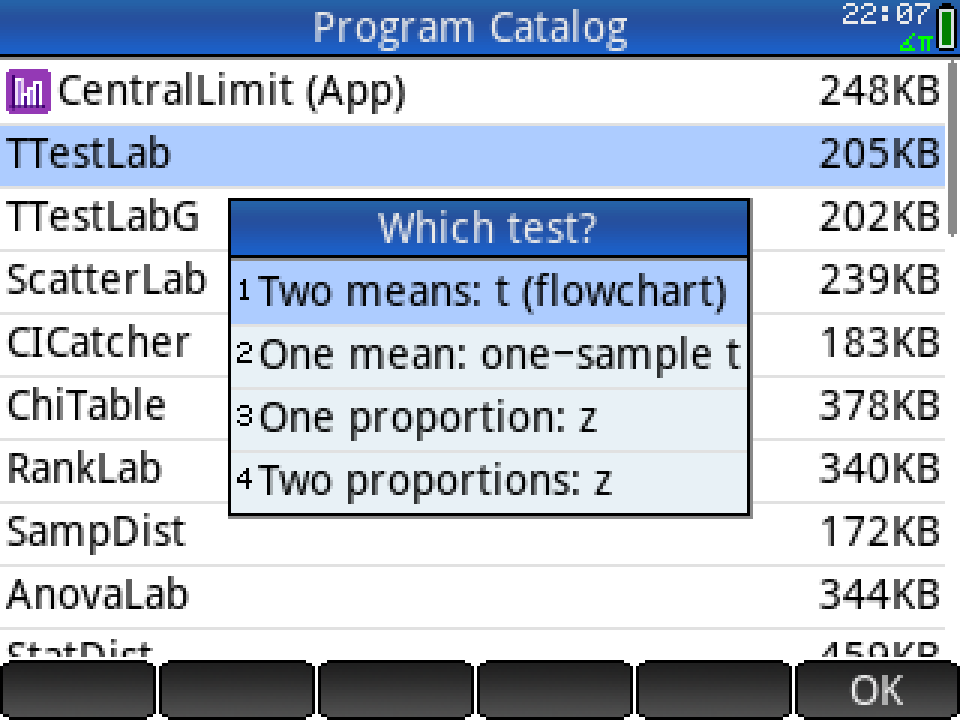 Program Catalog
22:07
∡π
CentralLimit (App) 248KB
TTestLab 205KB
TTestLabG 202KB
ScatterLab 239KB
CICatcher 183KB
ChiTable 378KB
RankLab 340KB
SampDist 172KB
AnovaLab 344KB
StatDist 459KB
Which test?
1 Two means: t (flowchart)
2 One mean: one-sample t
3 One proportion: z
4 Two proportions: z
OK